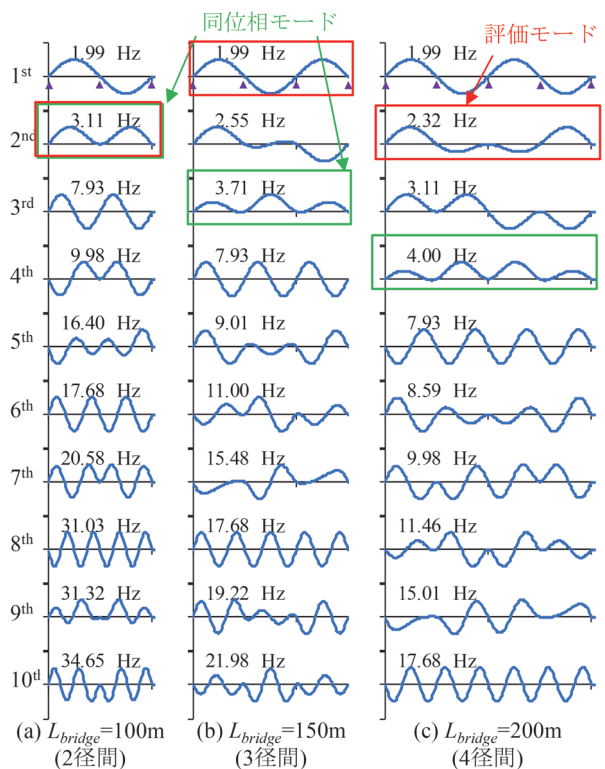 同位相モード
評価モード
1st 1.99 Hz 1.99 Hz 1.99 Hz
2nd 3.11 Hz 2.55 Hz 2.32 Hz
3rd 7.93 Hz 3.71 Hz 3.11 Hz
4th 9.98 Hz 7.93 Hz 4.00 Hz
5th 16.40 Hz 9.01 Hz 7.93 Hz
6th 17.68 Hz 11.00 Hz 8.59 Hz
7th 20.58 Hz 15.48 Hz 9.98 Hz
8th 31.03 Hz 17.68 Hz 11.46 Hz
9th 31.32 Hz 19.22 Hz 15.01 Hz
10tl 34.65 Hz 21.98 Hz 17.68 Hz
(a) Lbridge=100m (b) Lbridge=150m (c) Lbridge=200m
(2径間) (3径間) (4径間)